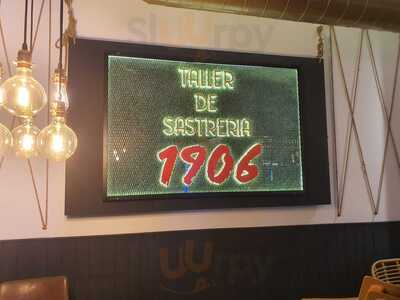 TALLER
DE
SASTRERIA
1906